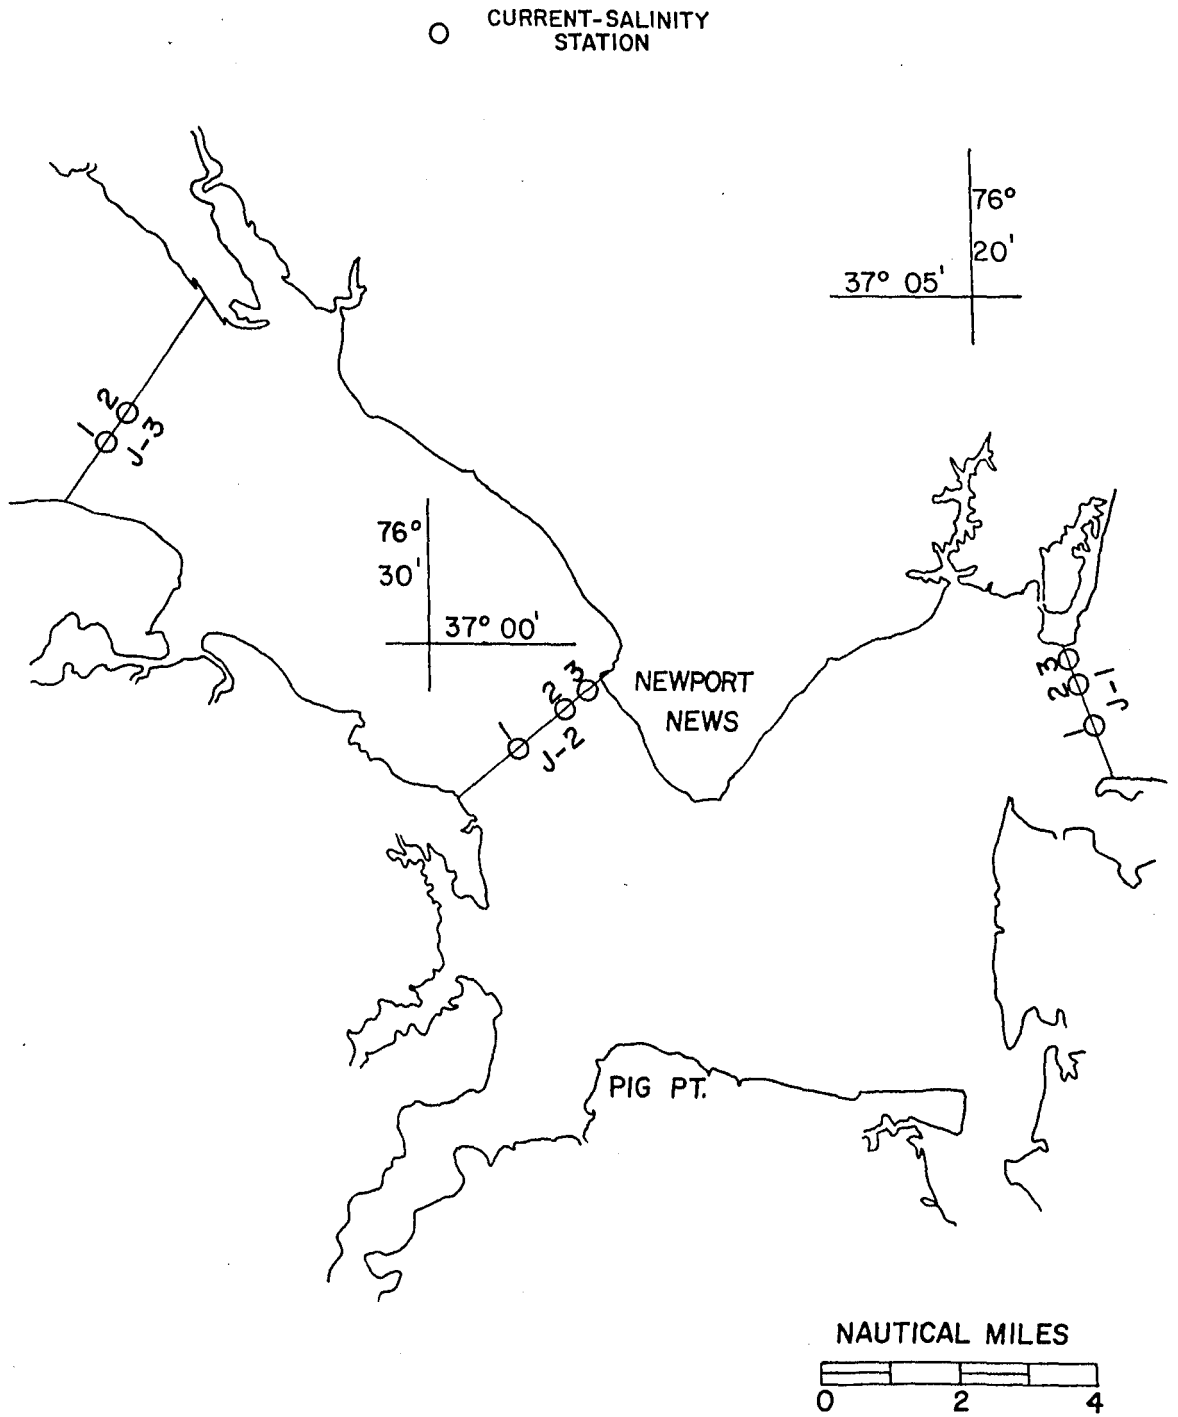 CURRENT-SALINITY
STATION
76°
20'
37° 05'
2
1
J-3
76°
30'
37° 00'
3
2
1
J-2
NEWPORT
NEWS
3
2
J-1
1
PIG PT.
NAUTICAL MILES
0 2 4